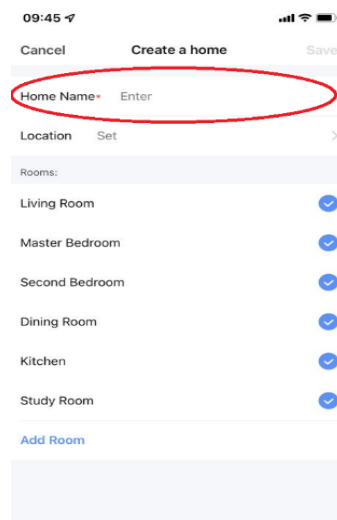 09:45
Cancel Create a home Save
Home Name* Enter
Location Set
Rooms:
Living Room
Master Bedroom
Second Bedroom
Dining Room
Kitchen
Study Room
Add Room